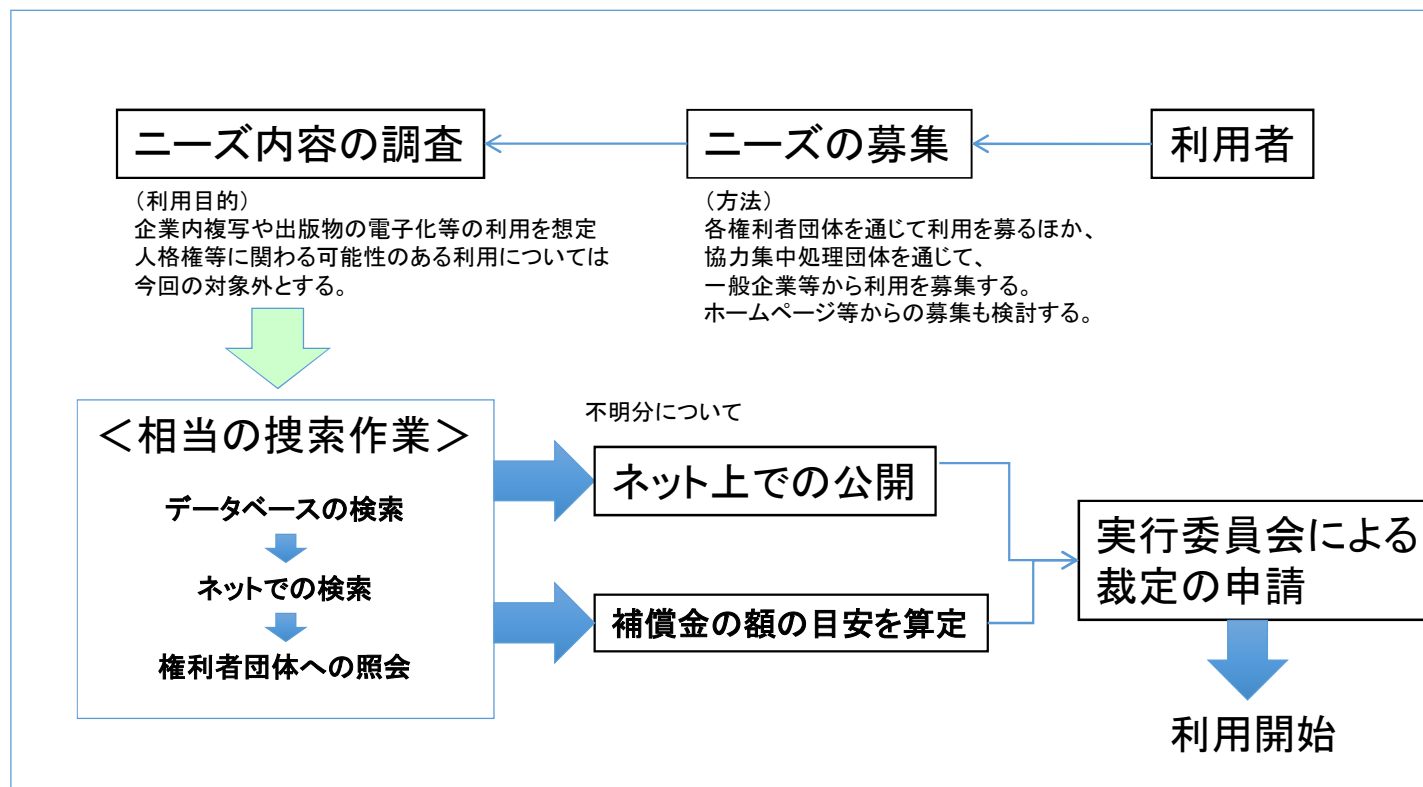 ニーズ内容の調査
ニーズの募集
利用者
（利用目的）
企業内複写や出版物の電子化等の利用を想定
人格権等に関わる可能性のある利用については
今回の対象外とする。
（方法）
各権利者団体を通じて利用を募るほか、
協力集中処理団体を通じて、
一般企業等から利用を募集する。
ホームページ等からの募集も検討する。
＜相当の捜索作業＞
データベースの検索
ネットでの検索
権利者団体への照会
不明分について
ネット上での公開
補償金の額の目安を算定
実行委員会による
裁定の申請
利用開始